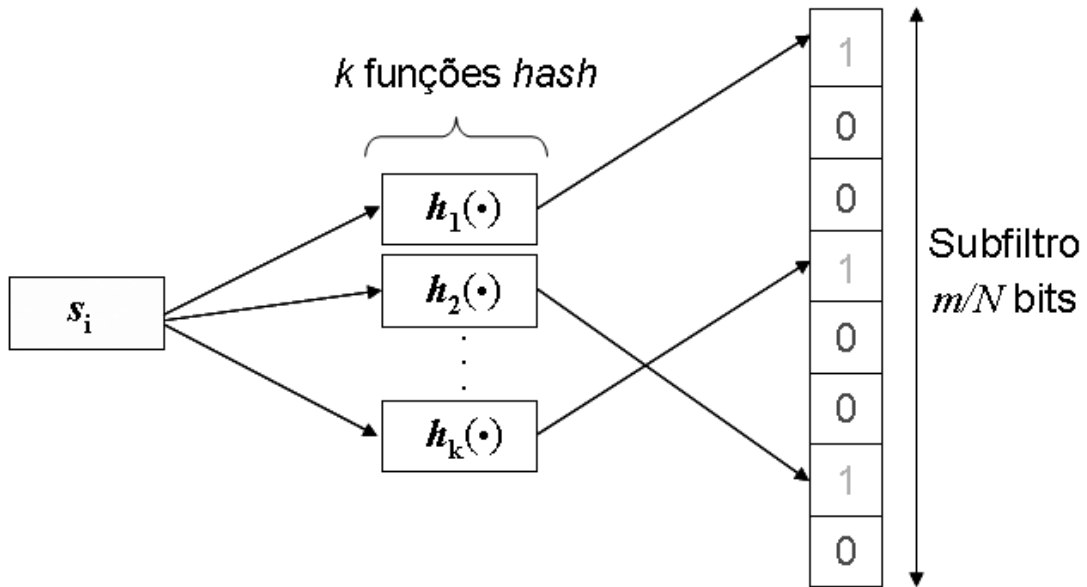 k funções hash
s_i
h_1(•)
h_2(•)
h_k(•)
1
0
0
1
0
0
1
0
Subfiltro
m/N bits